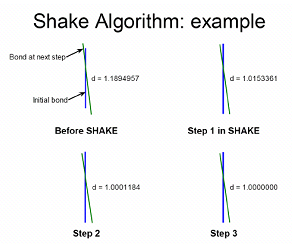 Shake Algorithm: example
Bond at next step
d = 1.1894957
Initial bond
Before SHAKE
d = 1.0153361
Step 1 in SHAKE
d = 1.0001184
Step 2
d = 1.0000000
Step 3